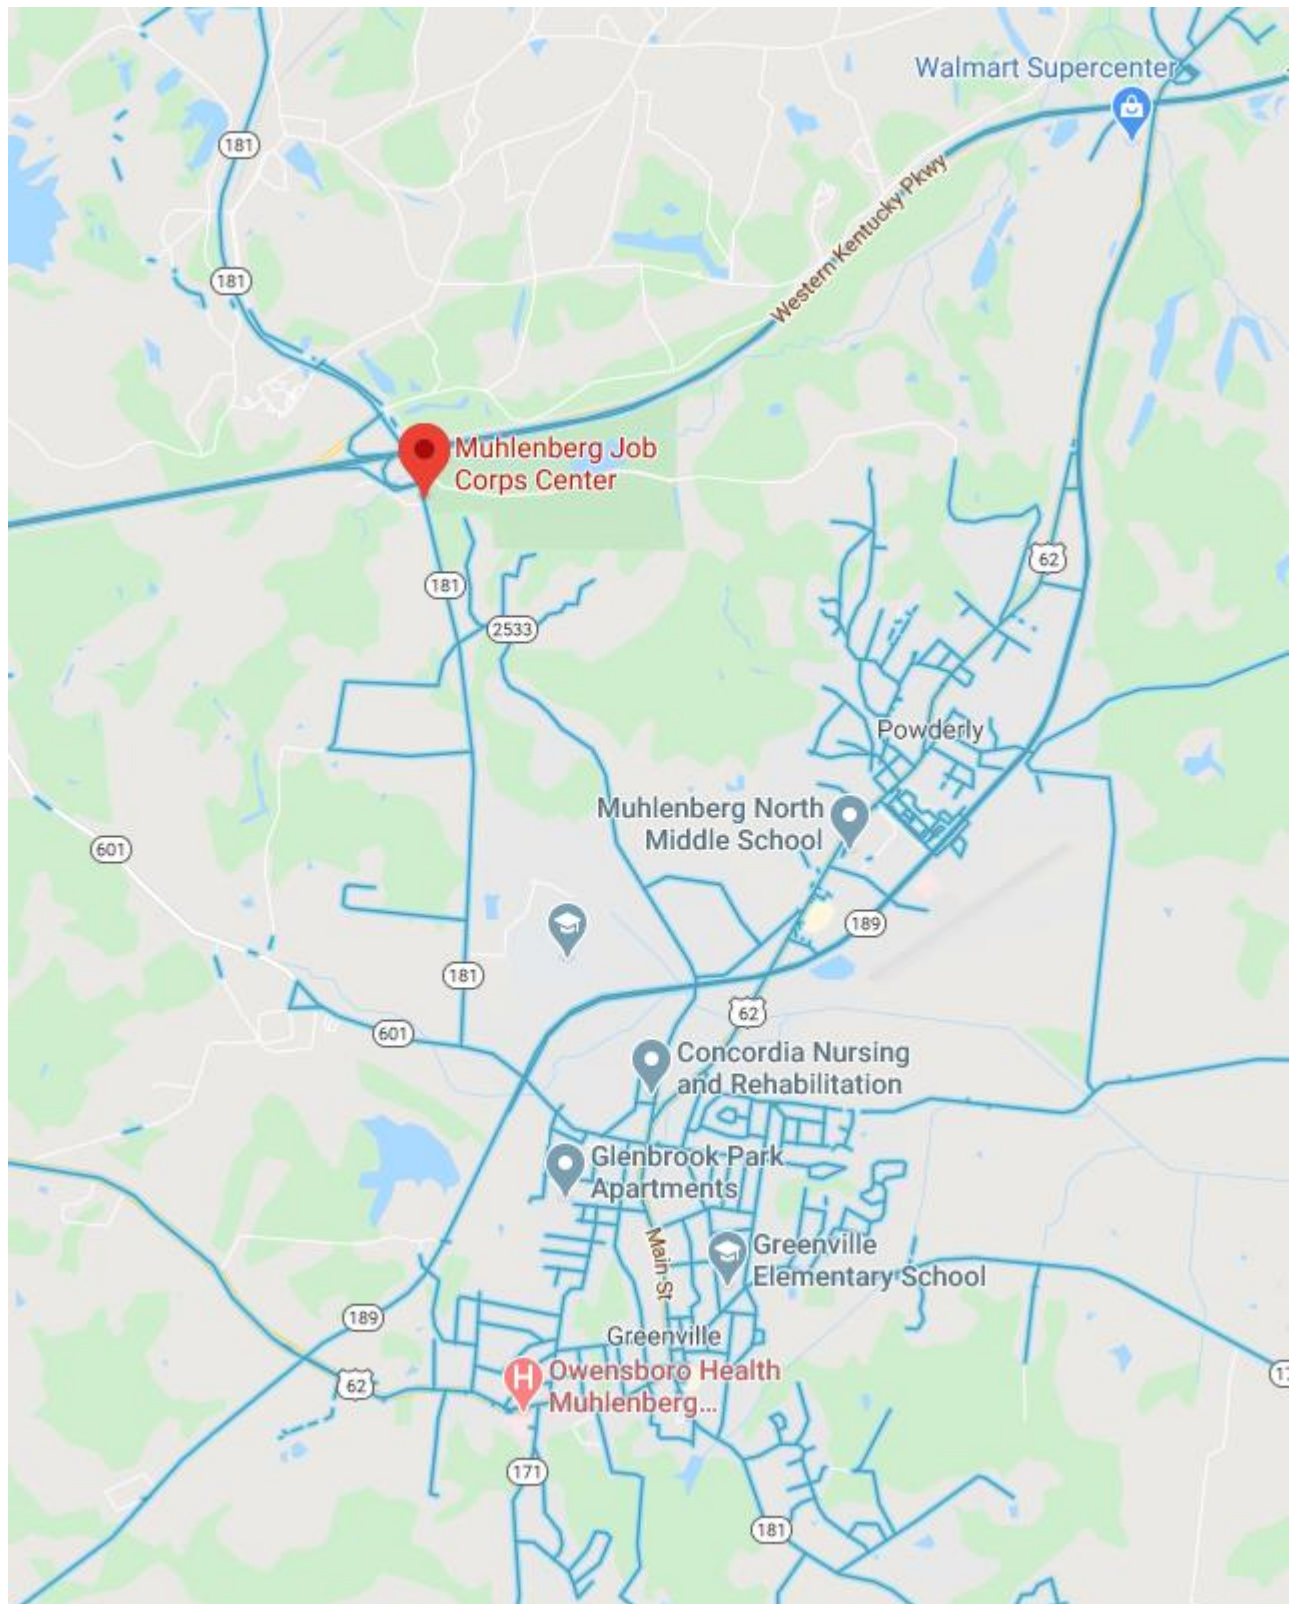 Walmart Supercenter
181
Western Kentucky Pkwy
181
Muhlenberg Job
Corps Center
62
181
2533
Powderly
Muhlenberg North
Middle School
601
189
181
62
601
Concordia Nursing
and Rehabilitation
Glenbrook Park
Apartments
Main St
Greenville
Elementary School
189
Greenville
62
H
Owensboro Health
Muhlenberg...
171
181